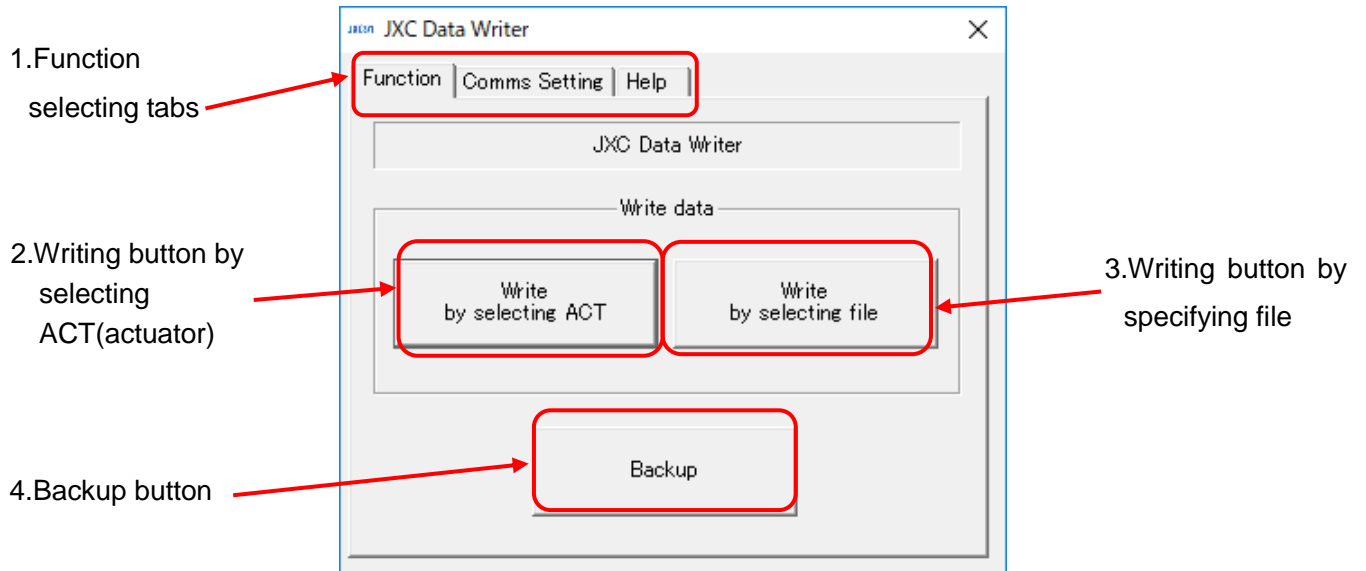 JXC Data Writer
1.Function
selecting tabs
Function
Comms Setting
Help
JXC Data Writer
Write data
2.Writing button by
selecting
ACT(actuator)
Write
by selecting ACT
Write
by selecting file
3.Writing button by
specifying file
4.Backup button
Backup